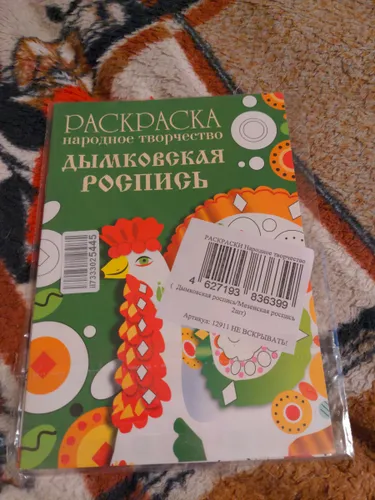 РАСКРАСКА
народное творчество
ДЫМКОВСКАЯ
РОСПИСЬ
07333025445
РАСКРАСКИ Народное творчество
4 627193 836399
( Дымковская роспись/Мезенская роспись
2шт)
Артикул: 12911 НЕ ВСКРЫВАТЬ!